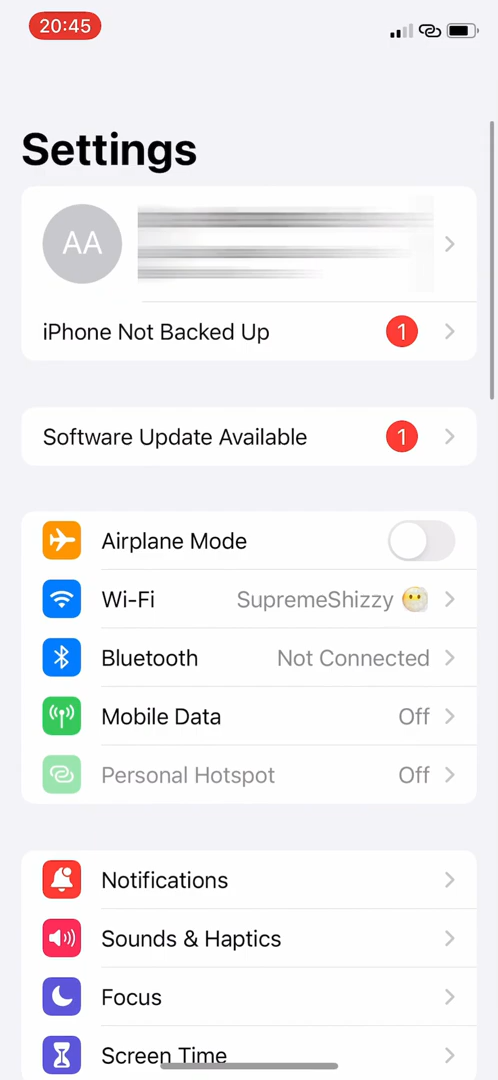 20:45
Settings
AA
iPhone Not Backed Up 1
Software Update Available 1
Airplane Mode
Wi-Fi SupremeShizzy 😶
Bluetooth Not Connected
Mobile Data Off
Personal Hotspot Off
Notifications
Sounds & Haptics
Focus
Screen Time